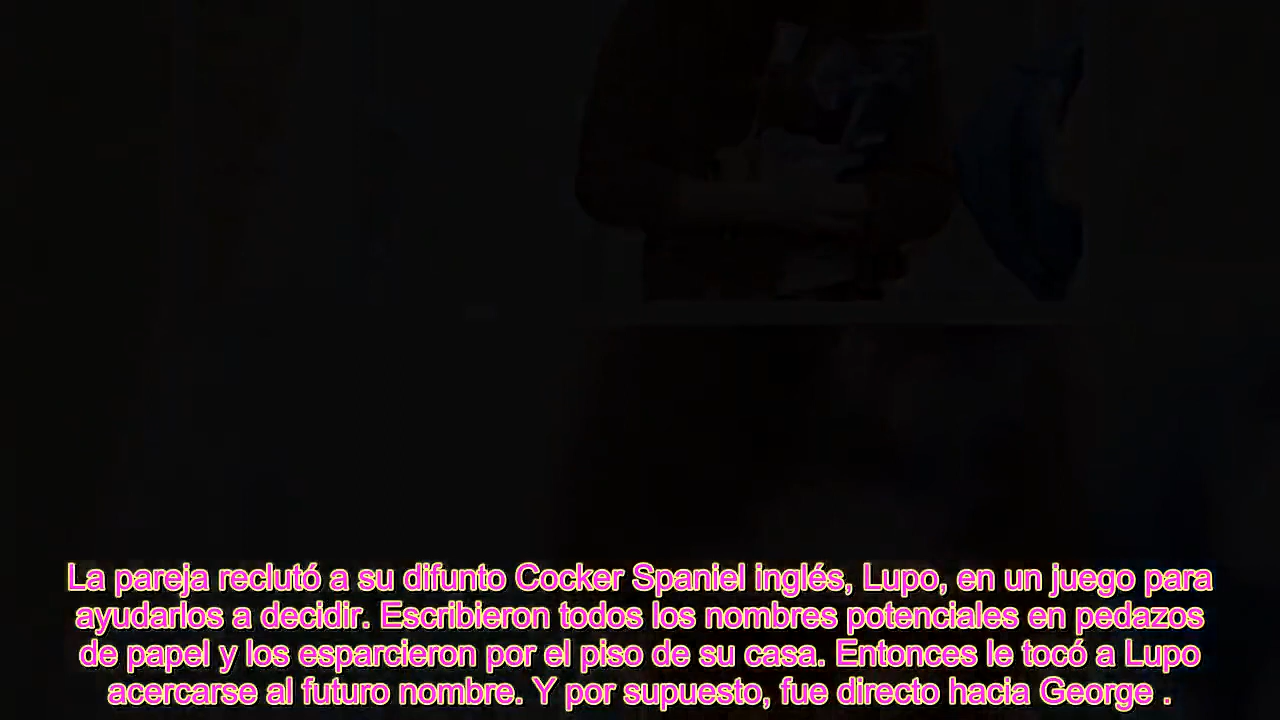 La pareja reclutó a su difunto Cocker Spaniel inglés, Lupo, en un juego para
ayudarlos a decidir. Escribieron todos los nombres potenciales en pedazos
de papel y los esparcieron por el piso de su casa. Entonces le tocó a Lupo
acercarse al futuro nombre. Y por supuesto, fue directo hacia George .